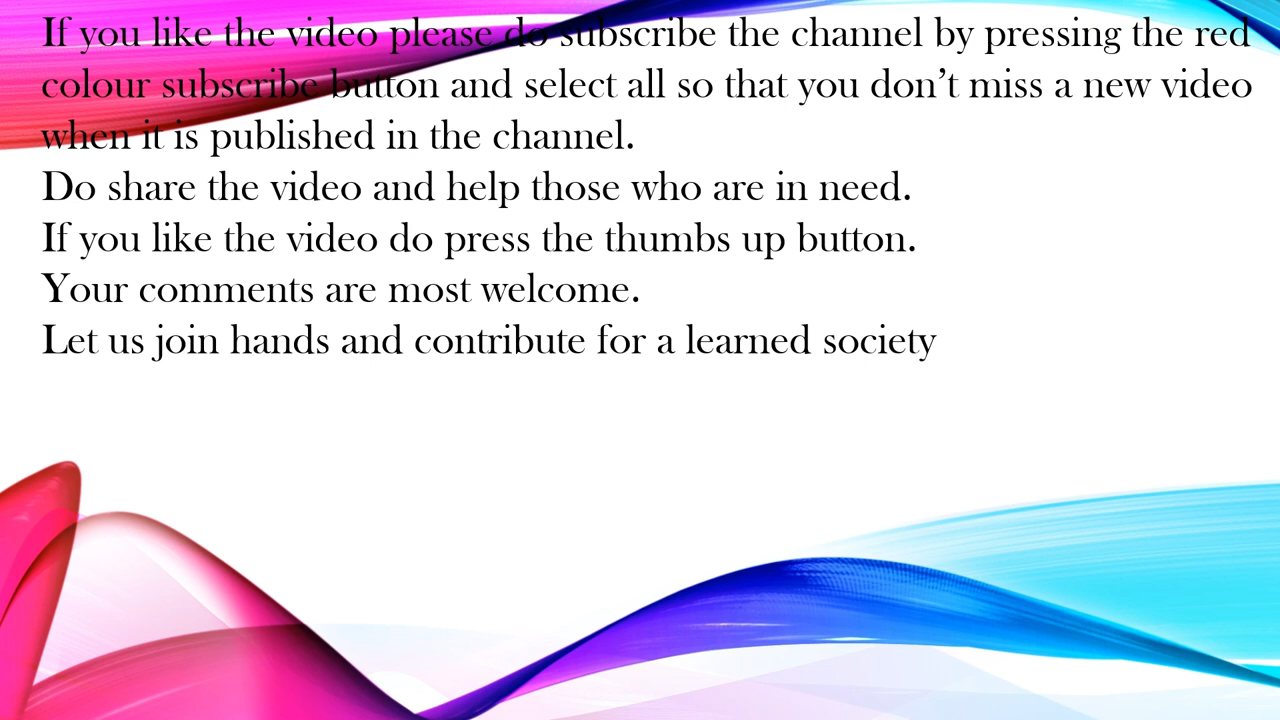 If you like the video please do subscribe the channel by pressing the red
colour subscribe button and select all so that you don’t miss a new video
when it is published in the channel.
Do share the video and help those who are in need.
If you like the video do press the thumbs up button.
Your comments are most welcome.
Let us join hands and contribute for a learned society